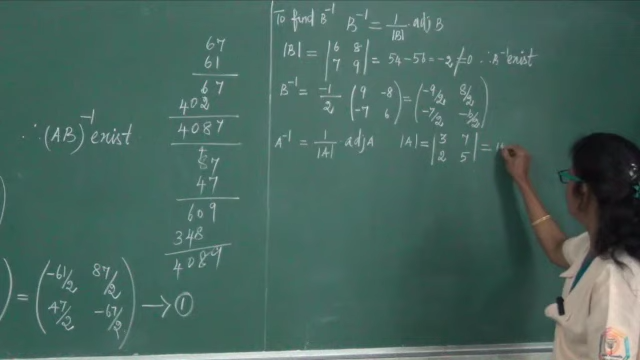 ∴ (AB)⁻¹ exist
) = (-61/2 87/2
47/2 -67/2) → ①
67
61
67
402
4087
87
47
609
348
4089
To find B⁻¹ B⁻¹ = 1/|B| adj B
|B| = |6 8
7 9| = 54 - 56 = -2 ≠ 0 ∴ B⁻¹ exist
B⁻¹ = -1/2 (9 -8
-7 6) = (-9/2 8/2
-7/2 -6/2)
A⁻¹ = 1/|A| adj A |A| = |3 7
2 5| = 1